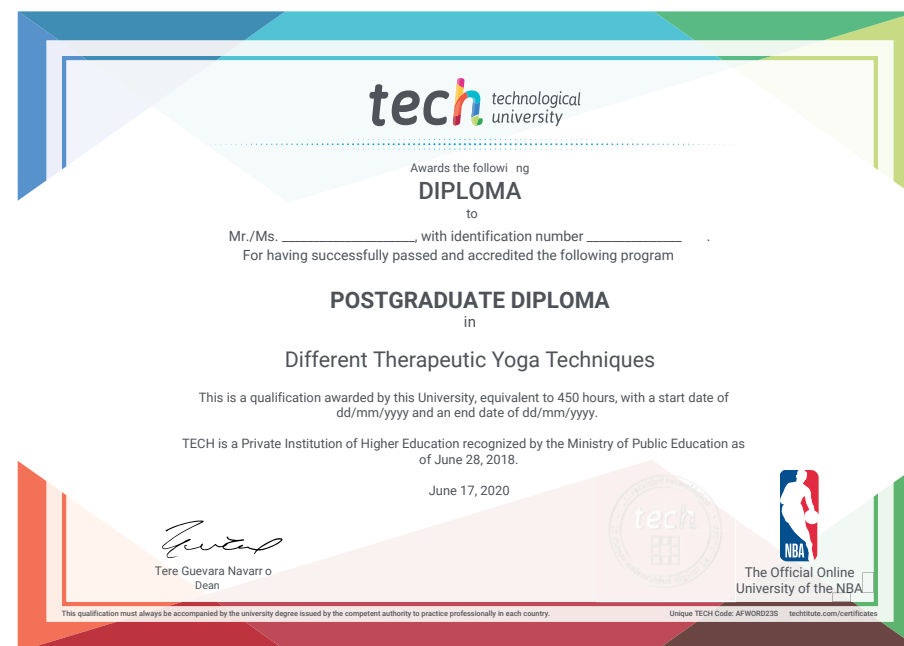 tech technological
university
Awards the followi ng
DIPLOMA
to
Mr./Ms. ____________________, with identification number ______________ .
For having successfully passed and accredited the following program
POSTGRADUATE DIPLOMA
in
Different Therapeutic Yoga Techniques
This is a qualification awarded by this University, equivalent to 450 hours, with a start date of
dd/mm/yyyy and an end date of dd/mm/yyyy.
TECH is a Private Institution of Higher Education recognized by the Ministry of Public Education as
of June 28, 2018.
June 17, 2020
tech
NBA
Tere Guevara Navarr o
Dean
The Official Online
University of the NBA
This qualification must always be accompanied by the university degree issued by the competent authority to practice professionally in each country.
Unique TECH Code: AFWORD23S techtitute.com/certificates